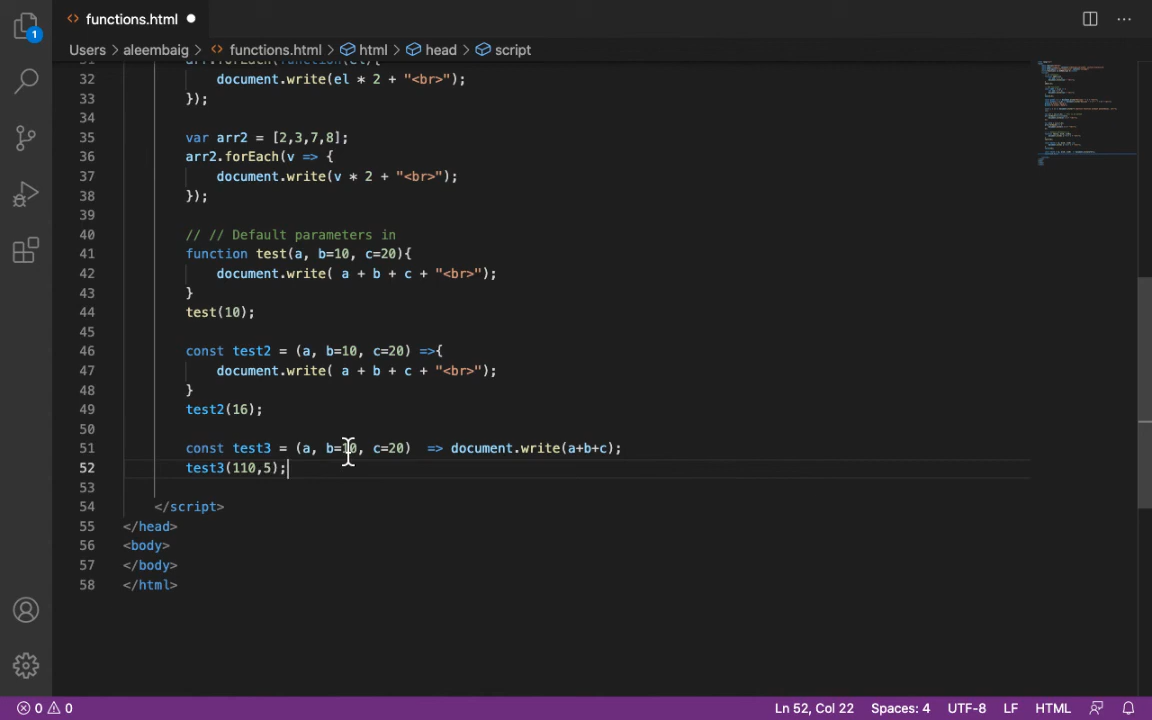 functions.html
Users aleembaig functions.html html head script
1
31 arr.forEach(function(el){
32 document.write(el * 2 + "<br>");
33 });
34
35 var arr2 = [2,3,7,8];
36 arr2.forEach(v => {
37 document.write(v * 2 + "<br>");
38 });
39
40 // // Default parameters in
41 function test(a, b=10, c=20){
42 document.write( a + b + c + "<br>");
43 }
44 test(10);
45
46 const test2 = (a, b=10, c=20) =>{
47 document.write( a + b + c + "<br>");
48 }
49 test2(16);
50
51 const test3 = (a, b=10, c=20)  => document.write(a+b+c);
52 test3(110,5);
53
54 </script>
55 </head>
56 <body>
57 </body>
58 </html>
0 0 Ln 52, Col 22 Spaces: 4 UTF-8 LF HTML